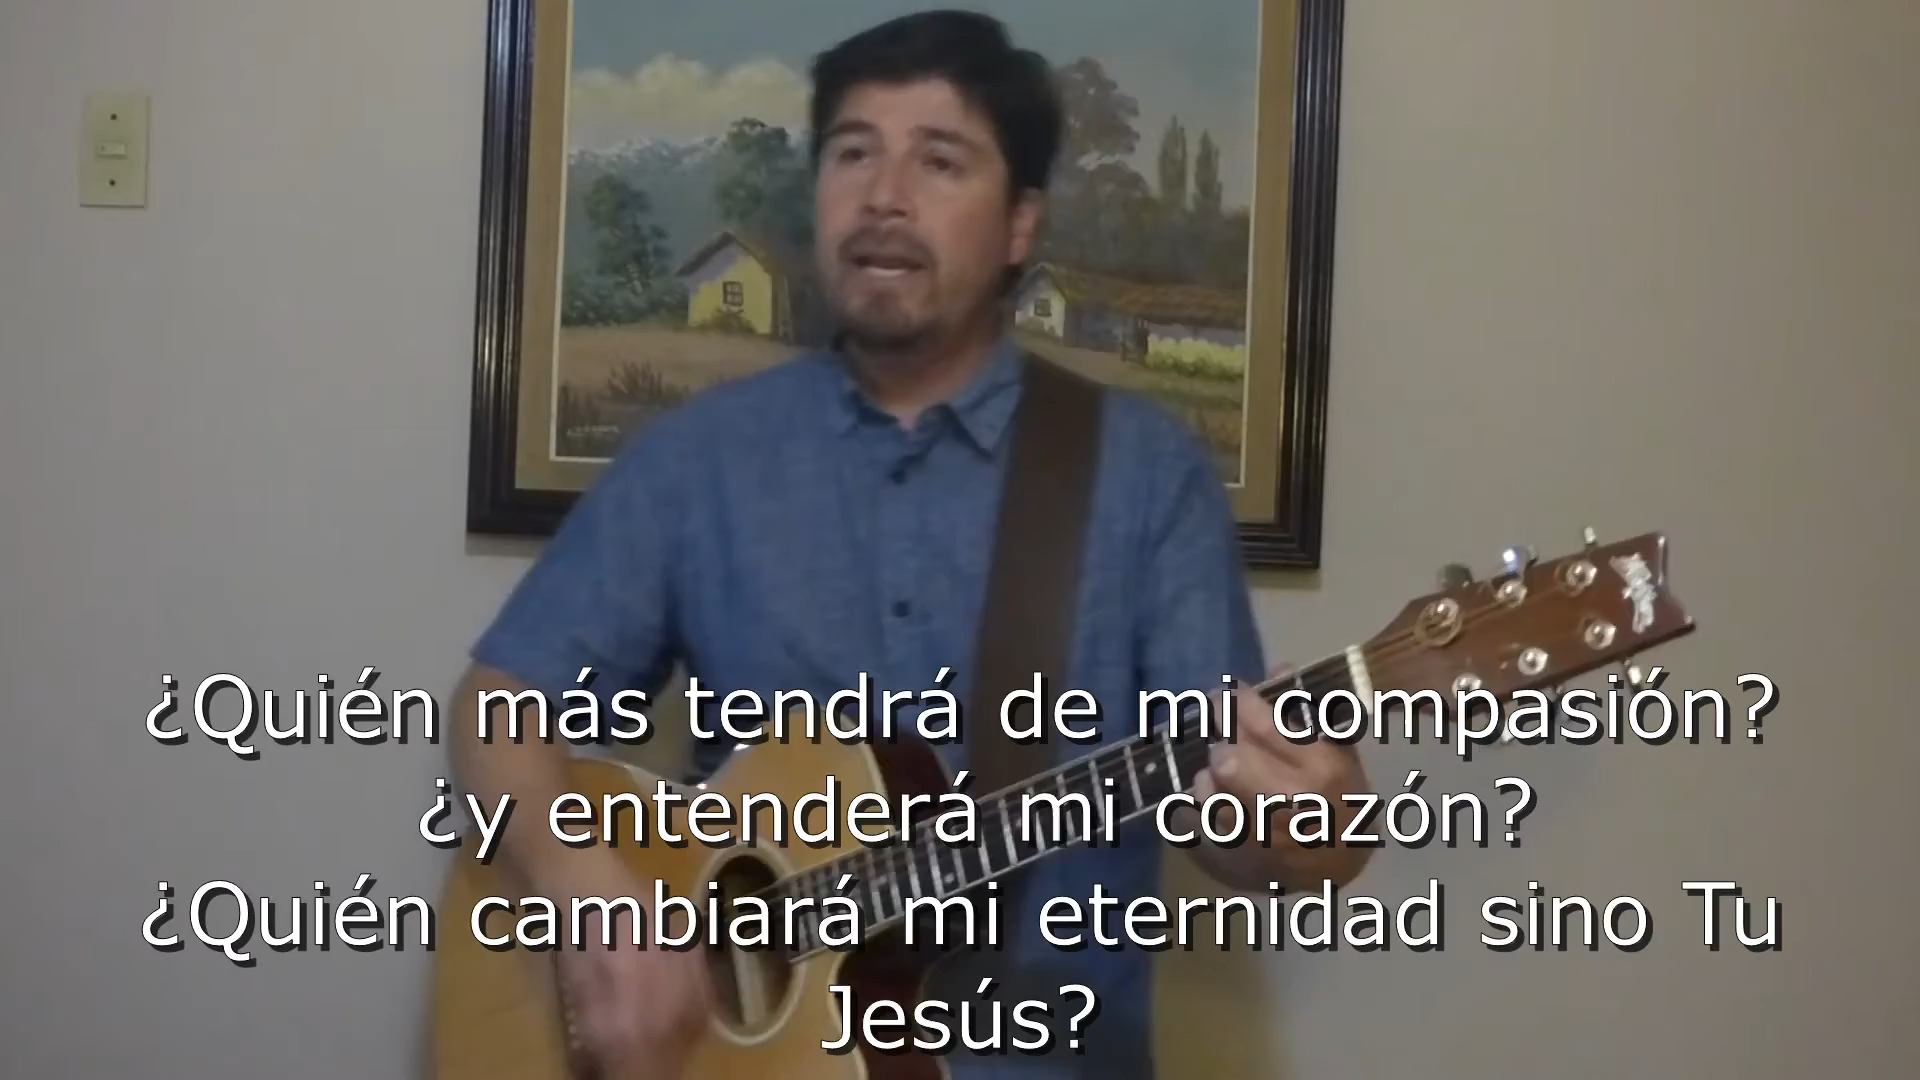 ¿Quién más tendrá de mi compasión?
¿y entenderá mi corazón?
¿Quién cambiará mi eternidad sino Tu
Jesús?